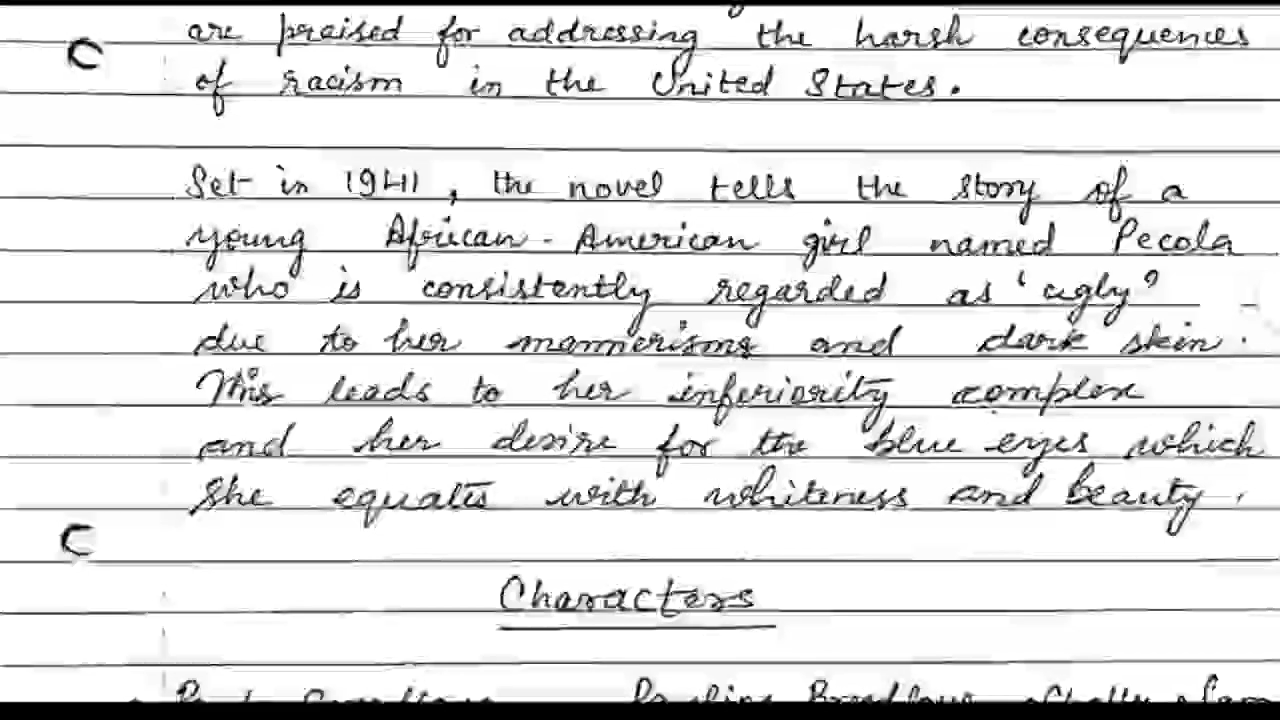 are praised for addressing the harsh consequences
of racism in the United States.
Set in 1941, the novel tells the story of a
young African-American girl named Pecola
who is consistently regarded as 'ugly'
due to her mannerisms and dark skin.
This leads to her inferiority complex
and her desire for the blue eyes which
she equates with whiteness and beauty.
Characters